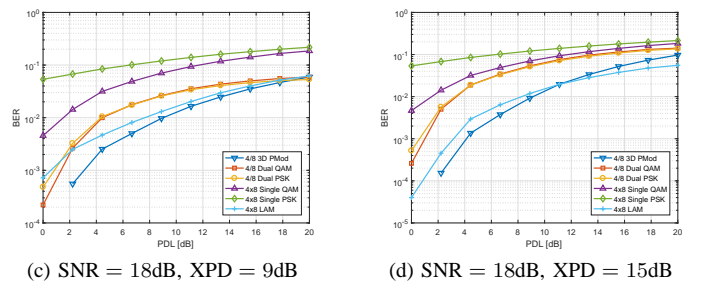 10^0
10^-1
10^-2
10^-3
10^-4
BER
0 2 4 6 8 10 12 14 16 18 20
PDL [dB]
4/8 3D PMod
4/8 Dual QAM
4/8 Dual PSK
4x8 Single QAM
4x8 Single PSK
4x8 LAM
(c) SNR = 18dB, XPD = 9dB
10^0
10^-1
10^-2
10^-3
10^-4
10^-5
BER
0 2 4 6 8 10 12 14 16 18 20
PDL [dB]
4/8 3D PMod
4/8 Dual QAM
4/8 Dual PSK
4x8 Single QAM
4x8 Single PSK
4x8 LAM
(d) SNR = 18dB, XPD = 15dB